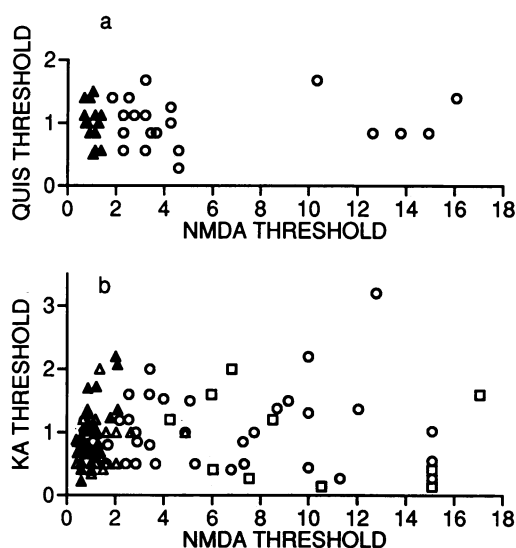 a
QUIS THRESHOLD
2
1
0
0 2 4 6 8 10 12 14 16 18
NMDA THRESHOLD
b
KA THRESHOLD
3
2
1
0
0 2 4 6 8 10 12 14 16 18
NMDA THRESHOLD